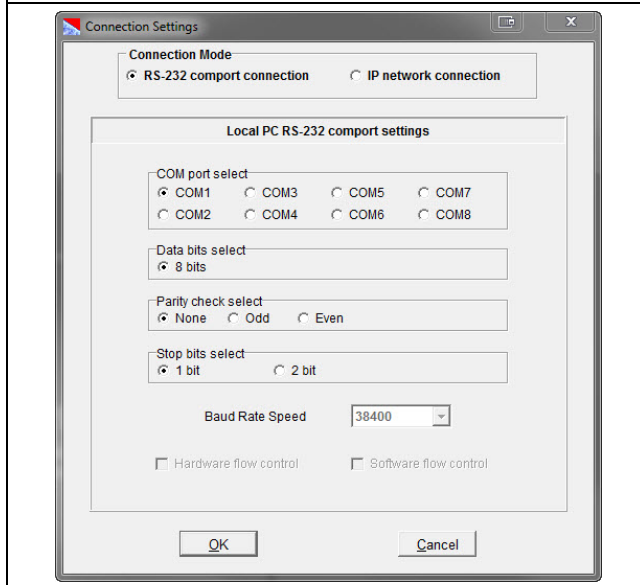 Connection Settings
Connection Mode
RS-232 comport connection IP network connection
Local PC RS-232 comport settings
COM port select
COM1 COM3 COM5 COM7
COM2 COM4 COM6 COM8
Data bits select
8 bits
Parity check select
None Odd Even
Stop bits select
1 bit 2 bit
Baud Rate Speed 38400
Hardware flow control Software flow control
OK Cancel